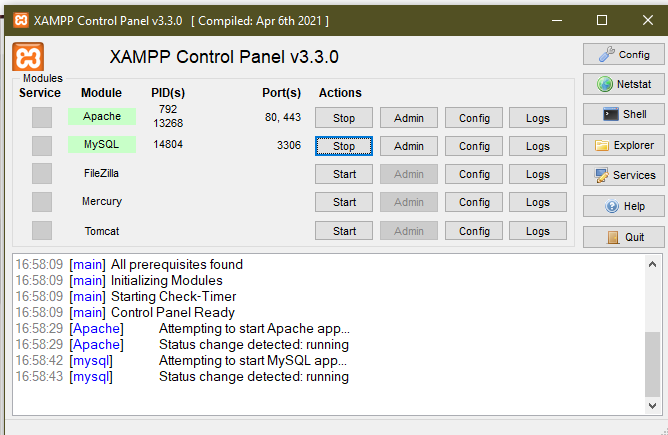 XAMPP Control Panel v3.3.0 [ Compiled: Apr 6th 2021 ]
XAMPP Control Panel v3.3.0
Config
Modules
Service Module PID(s) Port(s) Actions
Netstat
Apache 792 13268 80, 443 Stop Admin Config Logs
Shell
MySQL 14804 3306 Stop Admin Config Logs
Explorer
FileZilla Start Admin Config Logs
Services
Mercury Start Admin Config Logs
Help
Tomcat Start Admin Config Logs
Quit
16:58:09 [main] All prerequisites found
16:58:09 [main] Initializing Modules
16:58:09 [main] Starting Check-Timer
16:58:09 [main] Control Panel Ready
16:58:29 [Apache] Attempting to start Apache app...
16:58:29 [Apache] Status change detected: running
16:58:42 [mysql] Attempting to start MySQL app...
16:58:43 [mysql] Status change detected: running